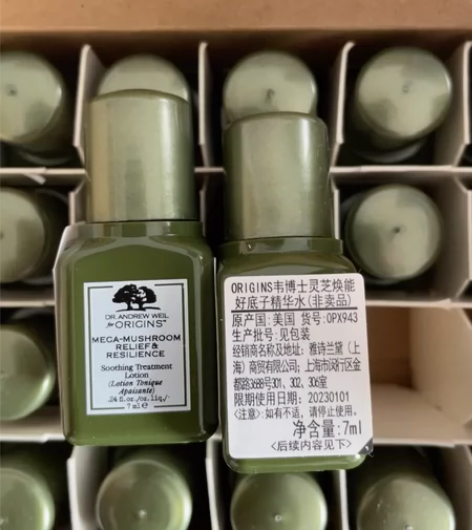 DR. ANDREW WEIL
for ORIGINS™
MEGA-MUSHROOM
RELIEF &
RESILIENCE
Soothing Treatment
Lotion
(Lotion Tonique
Apaisante)
.24 fl.oz./oz.liq./
7 ml e
ORIGINS韦博士灵芝焕能
好底子精华水(非卖品)
原产国:美国 货号:0PX943
生产批号:见包装
经销商名称及地址: 雅诗兰黛(上
海)商贸有限公司; 上海市闵行区金
都路3688号301, 302, 306室
限期使用日期: 20230101
<注意>:如有不适, 请停止使用。
净含量:7ml
<后续内容见下>